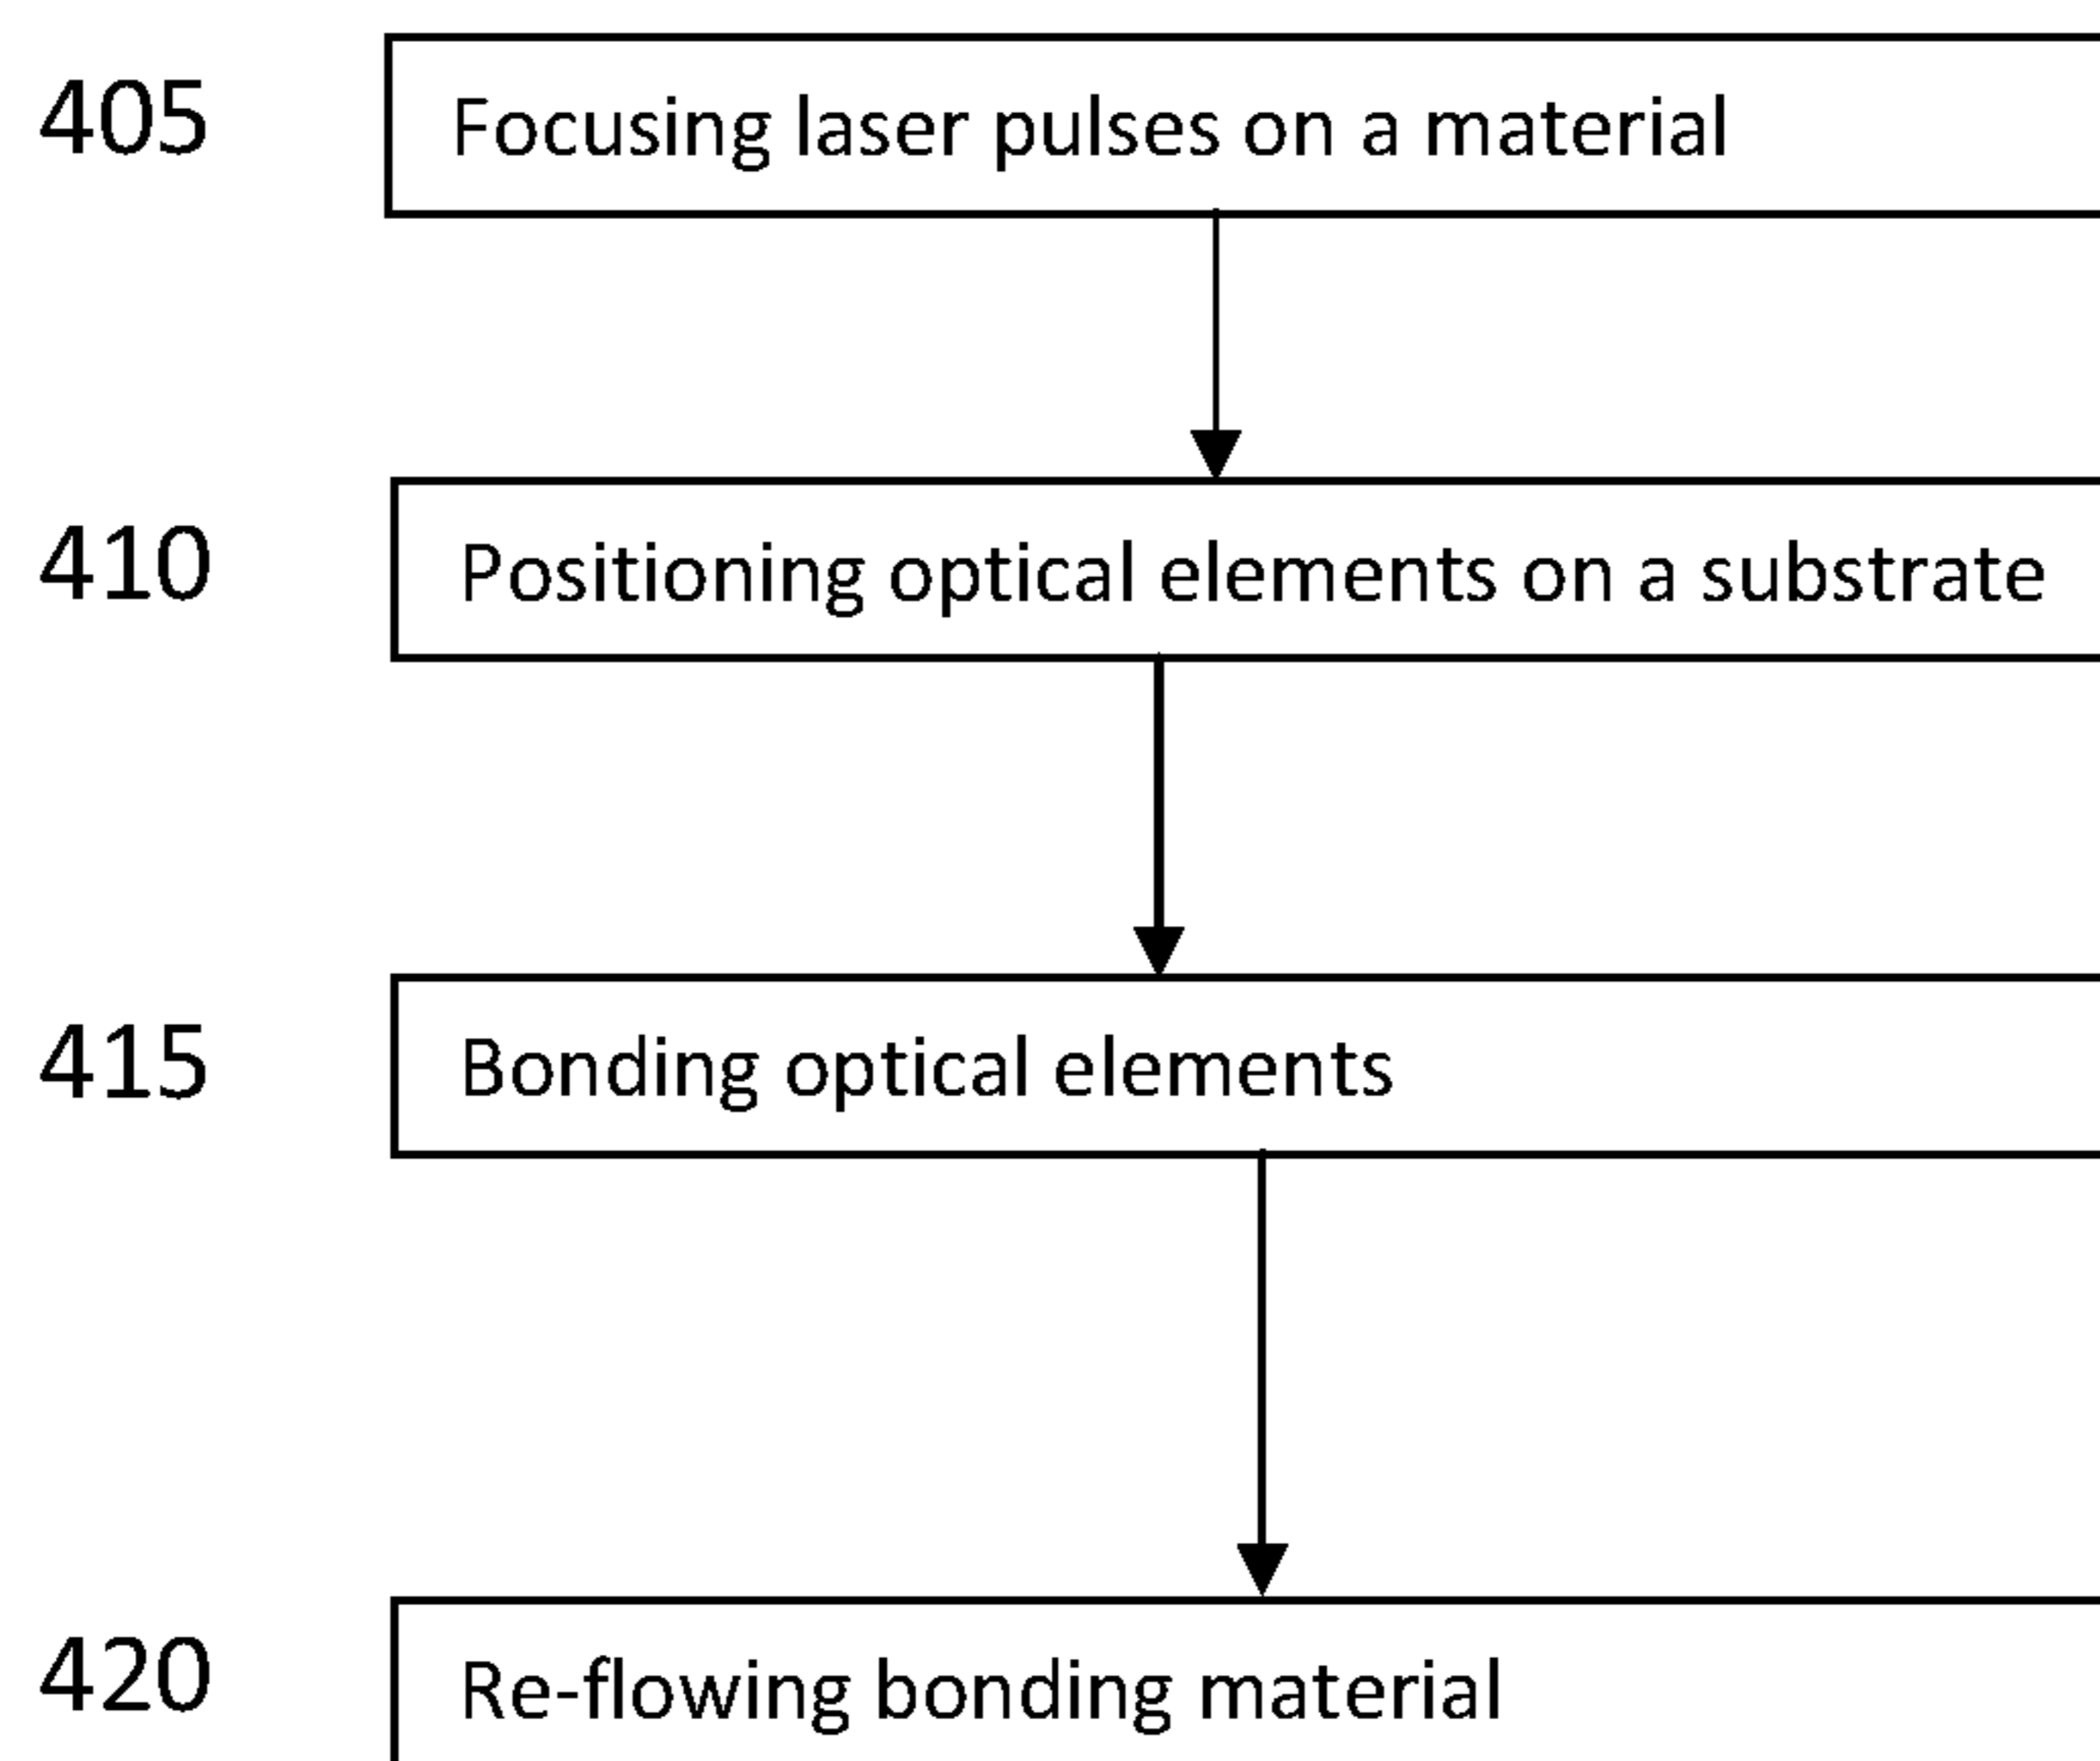 405 Focusing laser pulses on a material
410 Positioning optical elements on a substrate
415 Bonding optical elements
420 Re-flowing bonding material